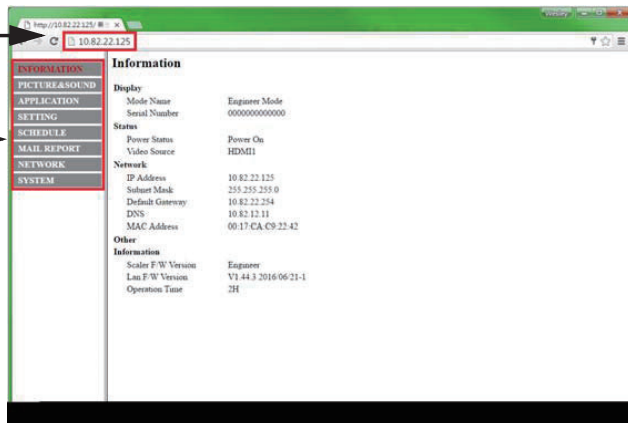 http://10.82.22.125/
10.82.22.125
INFORMATION
PICTURE&SOUND
APPLICATION
SETTING
SCHEDULE
MAIL REPORT
NETWORK
SYSTEM
Information
Display
Mode Name Engineer Mode
Serial Number 0000000000000
Status
Power Status Power On
Video Source HDMI1
Network
IP Address 10.82.22.125
Subnet Mask 255.255.255.0
Default Gateway 10.82.22.254
DNS 10.82.12.11
MAC Address 00:17:CA:C9:22:42
Other
Information
Scaler F/W Version Engineer
Lan F/W Version V1.44.3 2016/06/21-1
Operation Time 2H